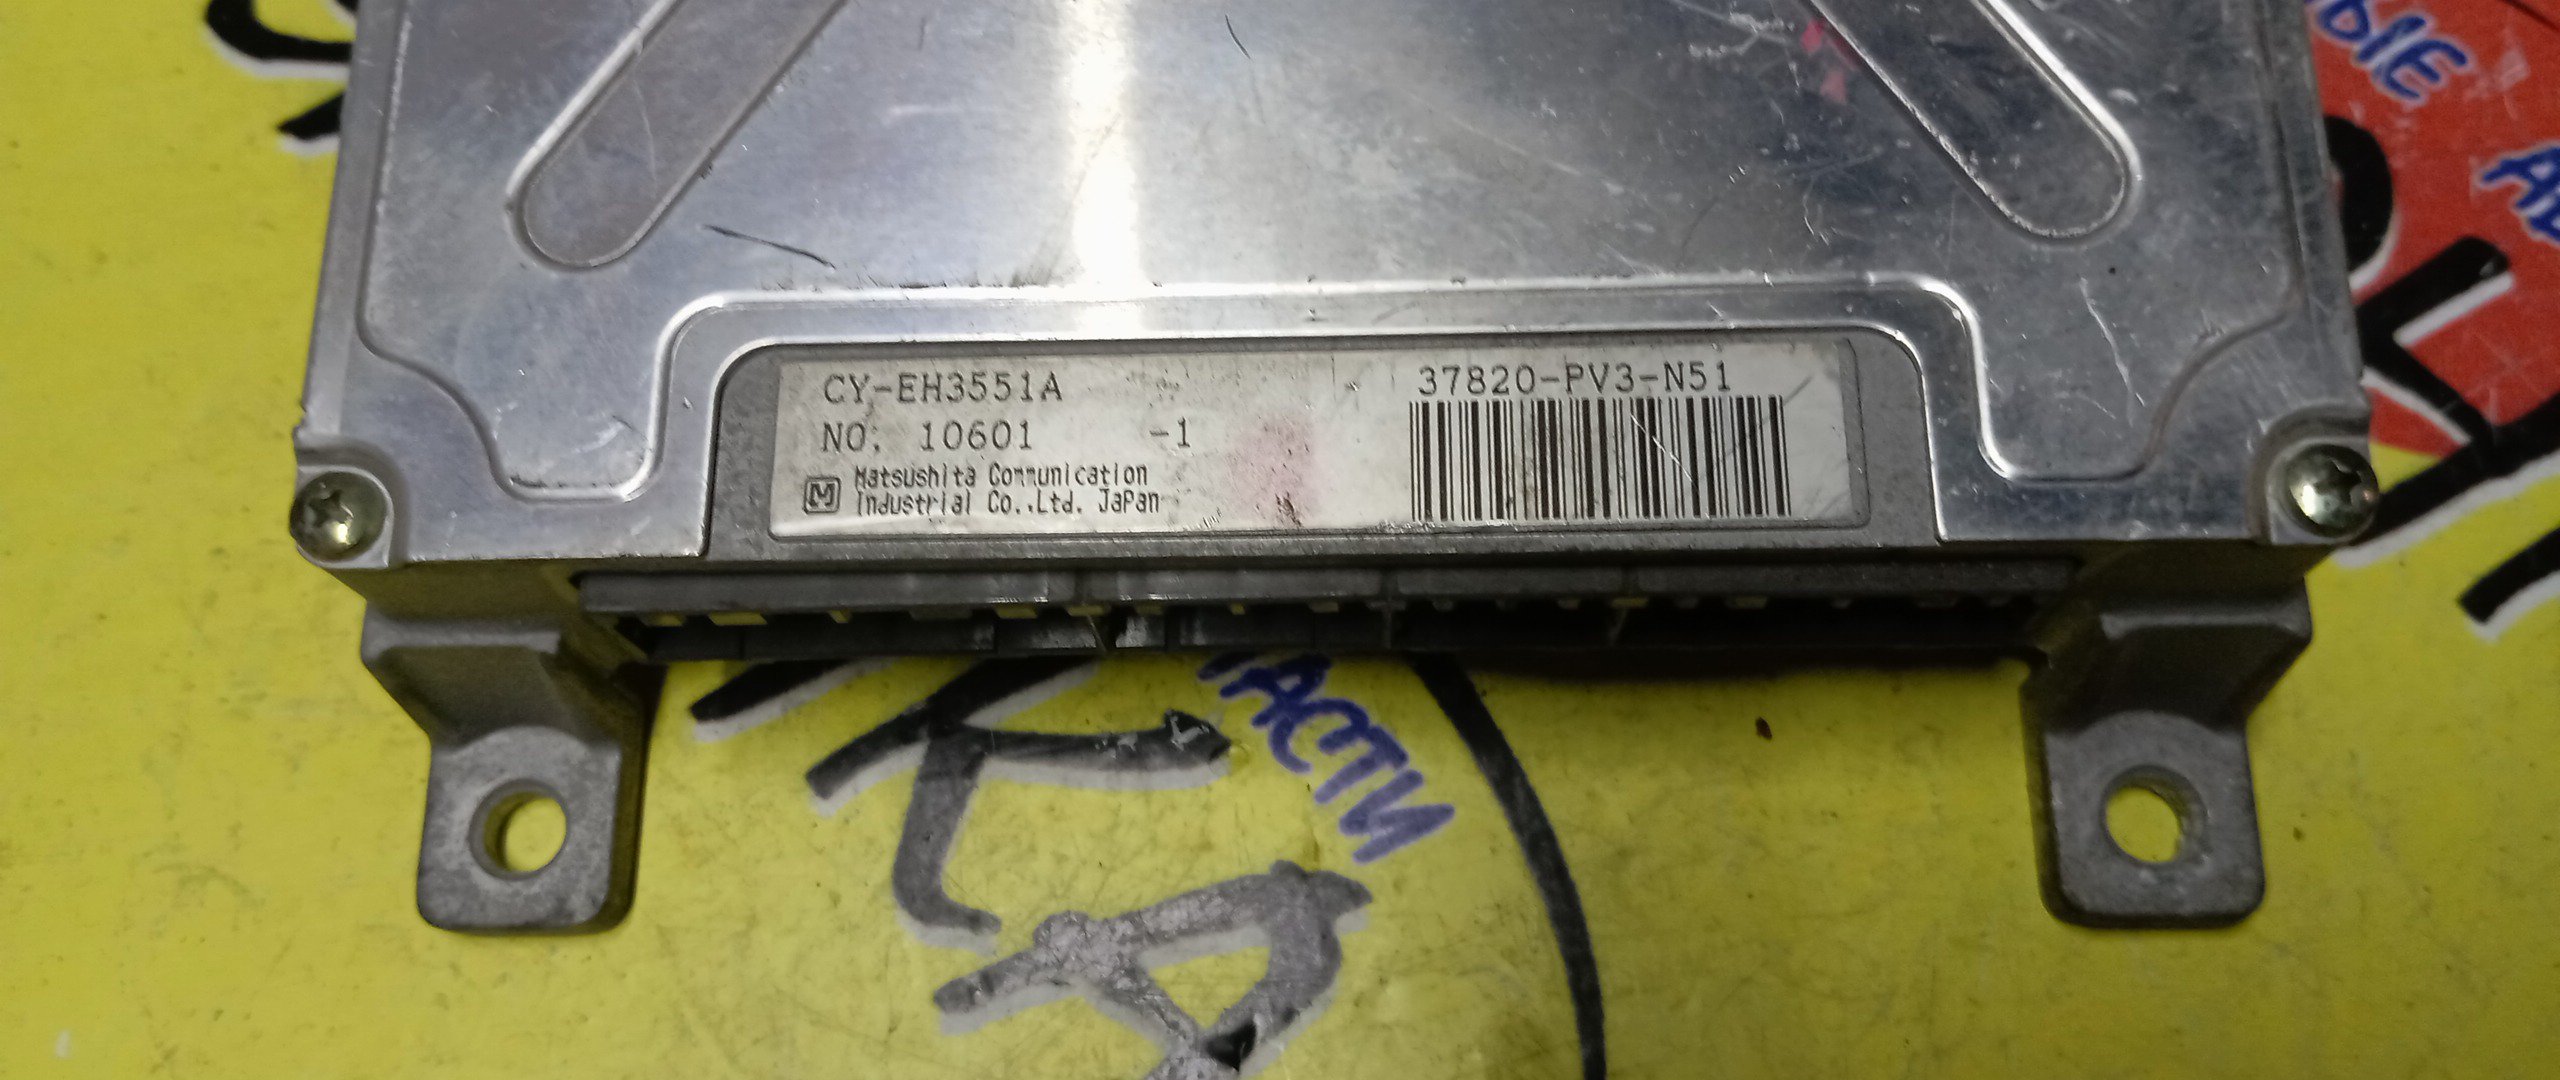 CY-EH3551A
NO. 10601 -1
M Matsushita Communication
Industrial Co.,Ltd. JaPan
37820-PV3-N51